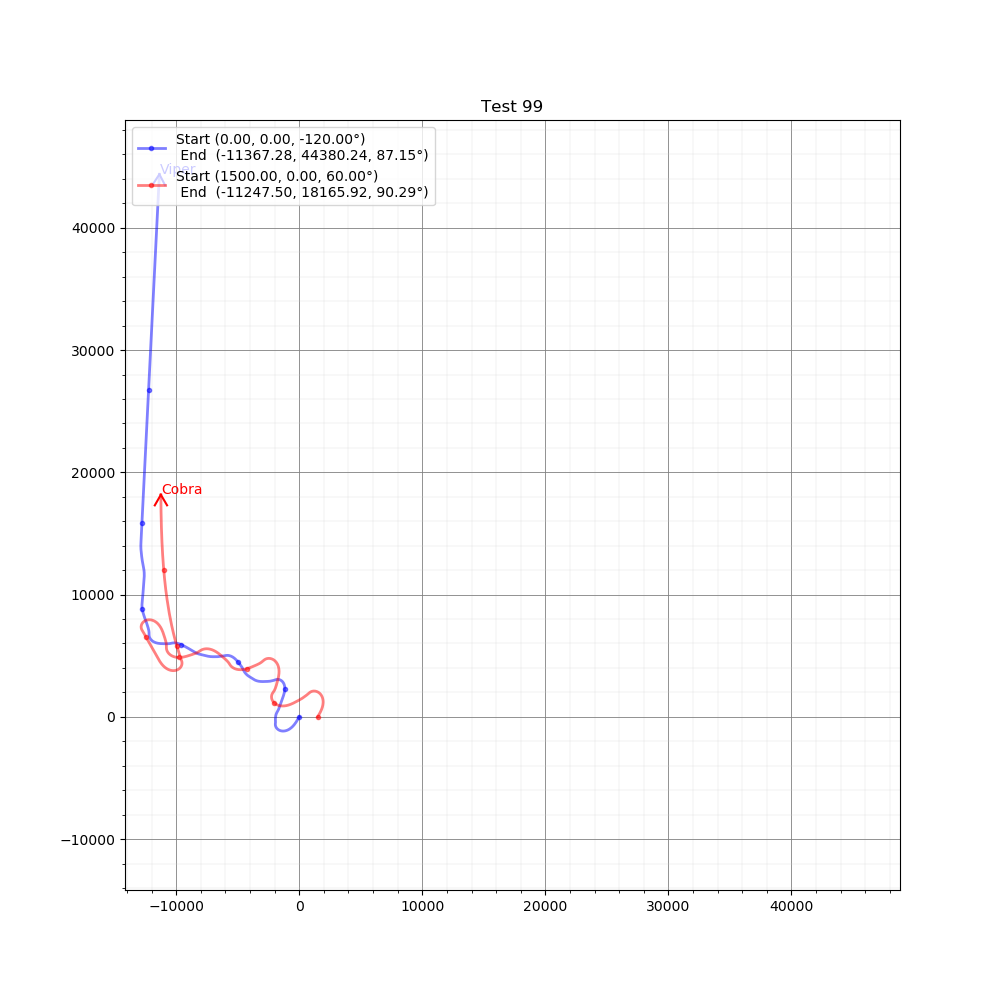 Test 99
Start (0.00, 0.00, -120.00°)
End  (-11367.28, 44380.24, 87.15°)
Start (1500.00, 0.00, 60.00°)
End  (-11247.50, 18165.92, 90.29°)
Viper
Cobra
40000
30000
20000
10000
0
−10000
−10000
0
10000
20000
30000
40000